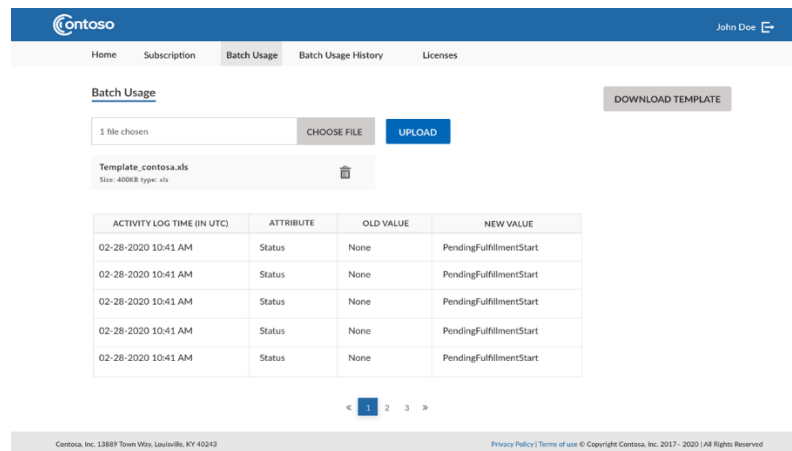 Contoso
John Doe
Home Subscription Batch Usage Batch Usage History Licenses
Batch Usage
DOWNLOAD TEMPLATE
1 file chosen CHOOSE FILE UPLOAD
Template_contosa.xls
Size: 400KB type: xls
ACTIVITY LOG TIME (IN UTC) ATTRIBUTE OLD VALUE NEW VALUE
02-28-2020 10:41 AM Status None PendingFulfillmentStart
02-28-2020 10:41 AM Status None PendingFulfillmentStart
02-28-2020 10:41 AM Status None PendingFulfillmentStart
02-28-2020 10:41 AM Status None PendingFulfillmentStart
02-28-2020 10:41 AM Status None PendingFulfillmentStart
« 1 2 3 »
Contosa, Inc. 13889 Town Way, Louisville, KY 40243 Privacy Policy | Terms of use © Copyright Contosa, Inc. 2017- 2020 | All Rights Reserved